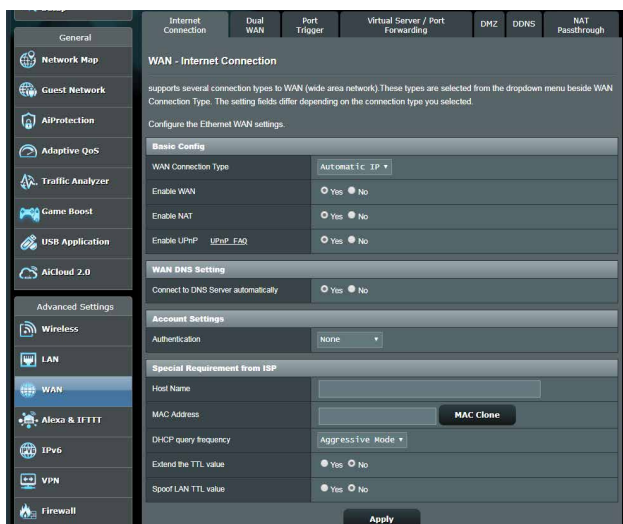 General
Network Map
Guest Network
AiProtection
Adaptive QoS
Traffic Analyzer
Game Boost
USB Application
AiCloud 2.0
Advanced Settings
Wireless
LAN
WAN
Alexa & IFTTT
IPv6
VPN
Firewall
Internet Connection
Dual WAN
Port Trigger
Virtual Server / Port Forwarding
DMZ
DDNS
NAT Passthrough
WAN - Internet Connection
supports several connection types to WAN (wide area network).These types are selected from the dropdown menu beside WAN
Connection Type. The setting fields differ depending on the connection type you selected.
Configure the Ethernet WAN settings.
Basic Config
WAN Connection Type Automatic IP
Enable WAN Yes No
Enable NAT Yes No
Enable UPnP UPnP FAQ Yes No
WAN DNS Setting
Connect to DNS Server automatically Yes No
Account Settings
Authentication None
Special Requirement from ISP
Host Name
MAC Address MAC Clone
DHCP query frequency Aggressive Mode
Extend the TTL value Yes No
Spoof LAN TTL value Yes No
Apply